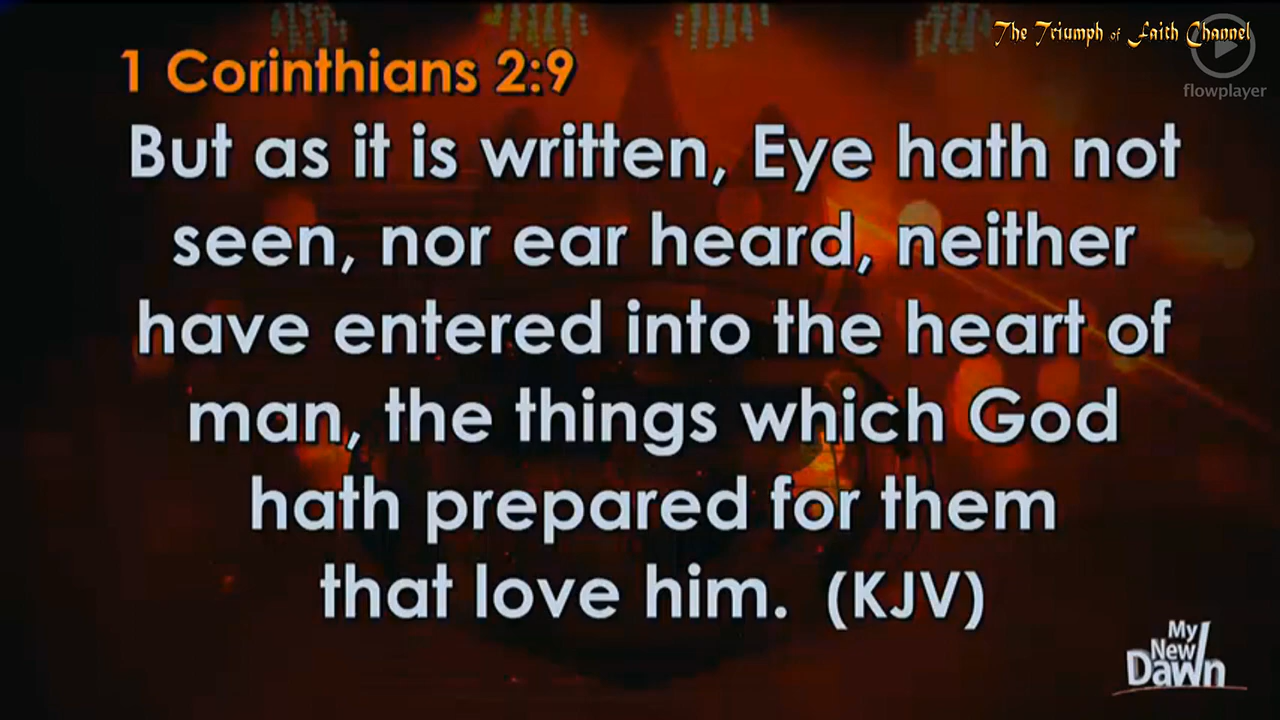 The Triumph of Faith Channel
flowplayer
1 Corinthians 2:9
But as it is written, Eye hath not
seen, nor ear heard, neither
have entered into the heart of
man, the things which God
hath prepared for them
that love him. (KJV)
My
New
Dawn